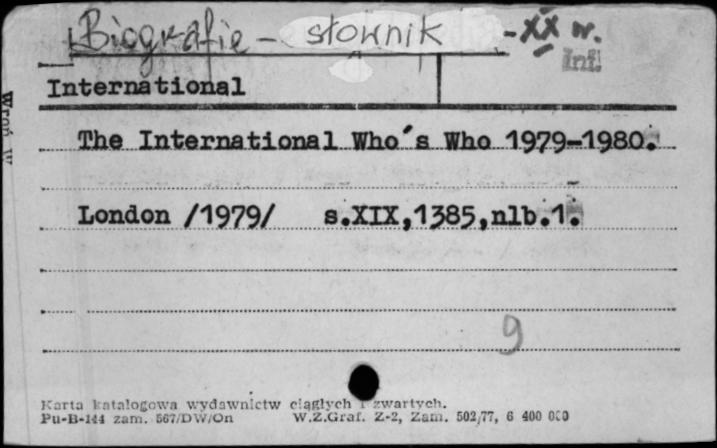 Biografie - słownik - XX w.
Inf.
International
The International Who's Who 1979-1980.
London /1979/ s.XIX,1385,nlb.1.
9
Karta katalogowa wydawnictw ciągłych i zwartych.
Pu-B-144 zam. 567/DW/On W.Z.Graf. Z-2, Zam. 502/77, 6 400 000